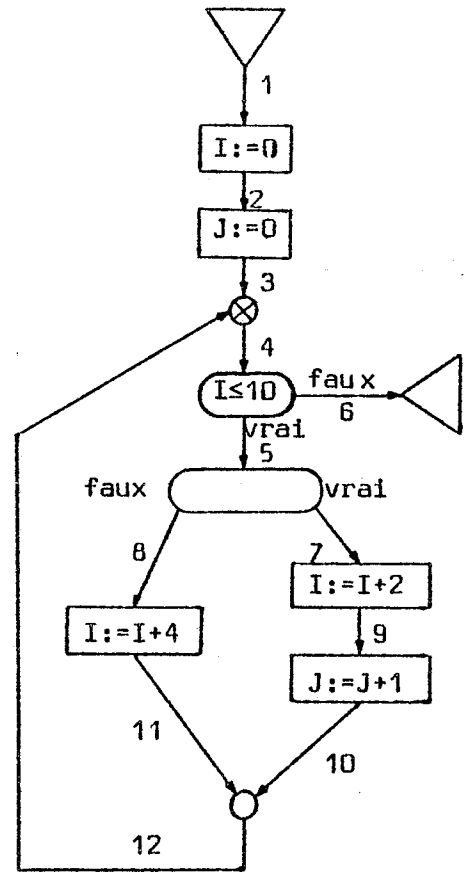 1
I:=0
2
J:=0
3
4
I≤10
faux
6
vrai
5
faux
vrai
8
7
I:=I+2
I:=I+4
9
J:=J+1
11
10
12